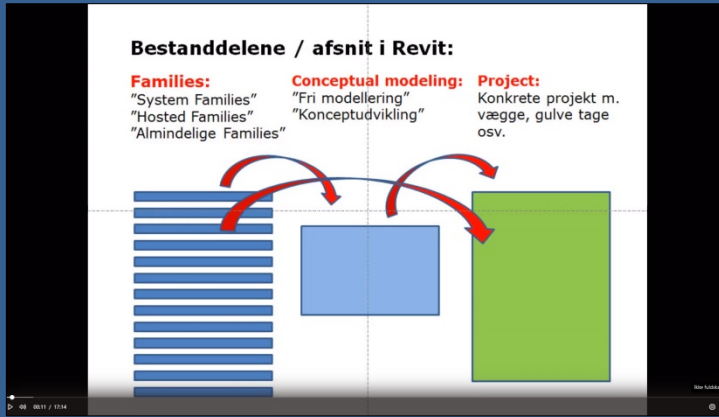 Bestanddelene / afsnit i Revit:
Families:
"System Families"
"Hosted Families"
"Almindelige Families"
Conceptual modeling:
"Fri modellering"
"Konceptudvikling"
Project:
Konkrete projekt m.
vægge, gulve tage
osv.
00:11 / 17:14
Ikke